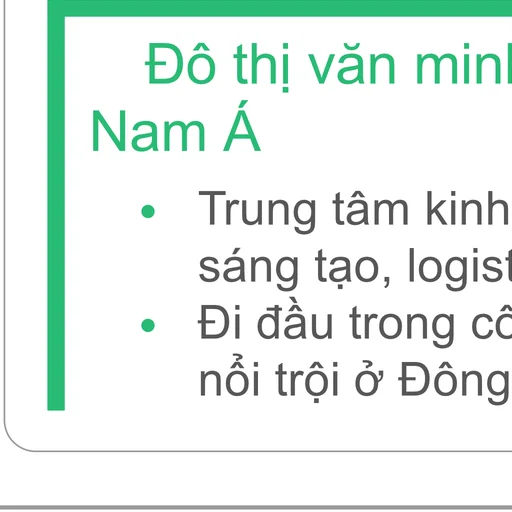 Đô thị văn minh
Nam Á
• Trung tâm kinh
sáng tạo, logist
• Đi đầu trong cô
nổi trội ở Đông